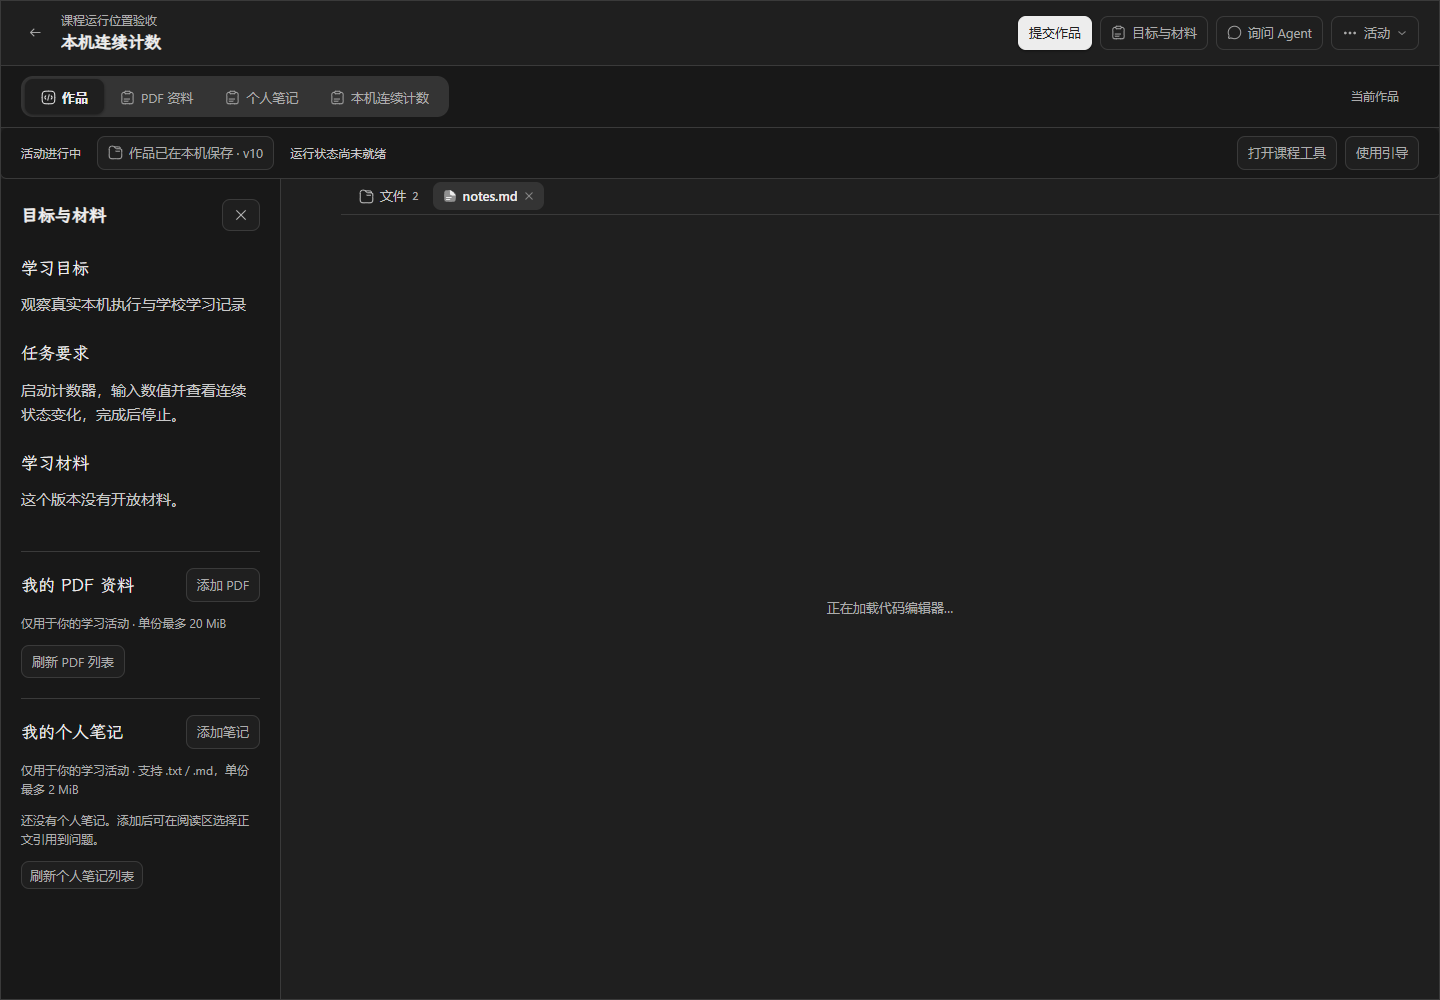 课程运行位置验收
本机连续计数
提交作品
目标与材料
询问 Agent
活动
作品
PDF 资料
个人笔记
本机连续计数
当前作品
活动进行中
作品已在本机保存 · v10
运行状态尚未就绪
打开课程工具
使用引导
目标与材料
学习目标
观察真实本机执行与学校学习记录
任务要求
启动计数器，输入数值并查看连续
状态变化，完成后停止。
学习材料
这个版本没有开放材料。
我的 PDF 资料
添加 PDF
仅用于你的学习活动 · 单份最多 20 MiB
刷新 PDF 列表
我的个人笔记
添加笔记
仅用于你的学习活动 · 支持 .txt / .md，单份
最多 2 MiB
还没有个人笔记。添加后可在阅读区选择正
文引用到问题。
刷新个人笔记列表
文件 2
notes.md
正在加载代码编辑器...